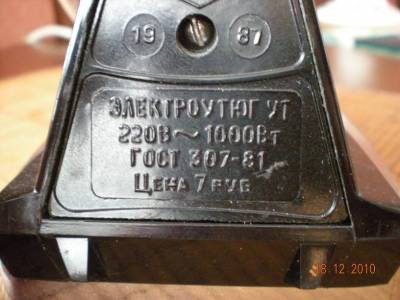 19 87
ЭЛЕКТРОУТЮГ УТ
220В~1000Вт
ГОСТ 307-81
ЦЕНА 7 РУБ
18 12 2010